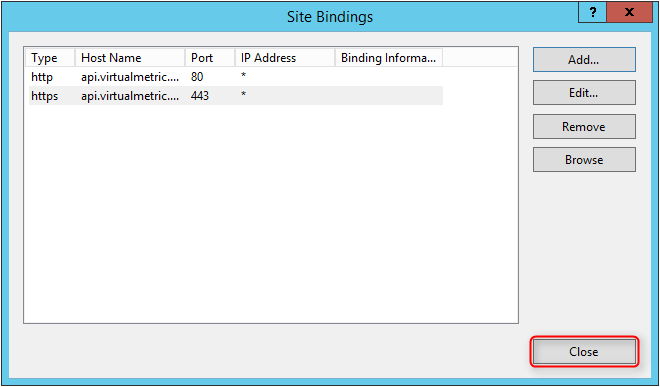 Site Bindings
? X
Type Host Name Port IP Address Binding Informa...
http api.virtualmetric.... 80 *
https api.virtualmetric.... 443 *
Add...
Edit...
Remove
Browse
Close